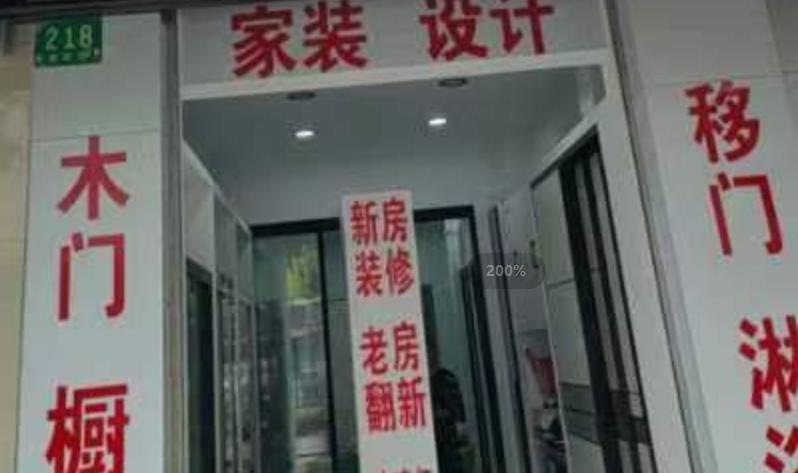 218
家装 设计
木门
橱
新房
装修
老房
翻新
移门
淋
200%